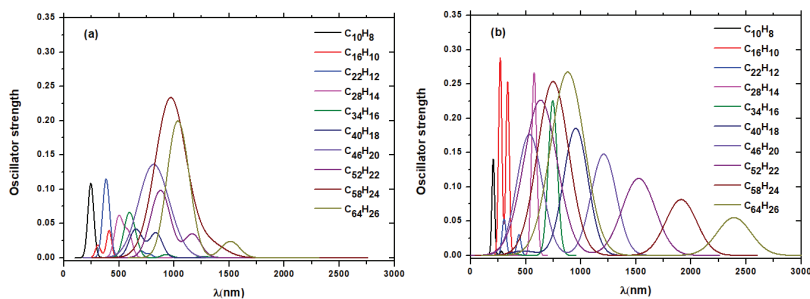 (a)
0.35
0.30
0.25
0.20
0.15
0.10
0.05
0.00
Oscillator strength
C10H8
C16H10
C22H12
C28H14
C34H16
C40H18
C46H20
C52H22
C58H24
C64H26
0 500 1000 1500 2000 2500 3000
λ(nm)
(b)
0.35
0.30
0.25
0.20
0.15
0.10
0.05
0.00
Oscillator strength
C10H8
C16H10
C22H12
C28H14
C34H16
C40H18
C46H20
C52H22
C58H24
C64H26
0 500 1000 1500 2000 2500 3000
λ(nm)